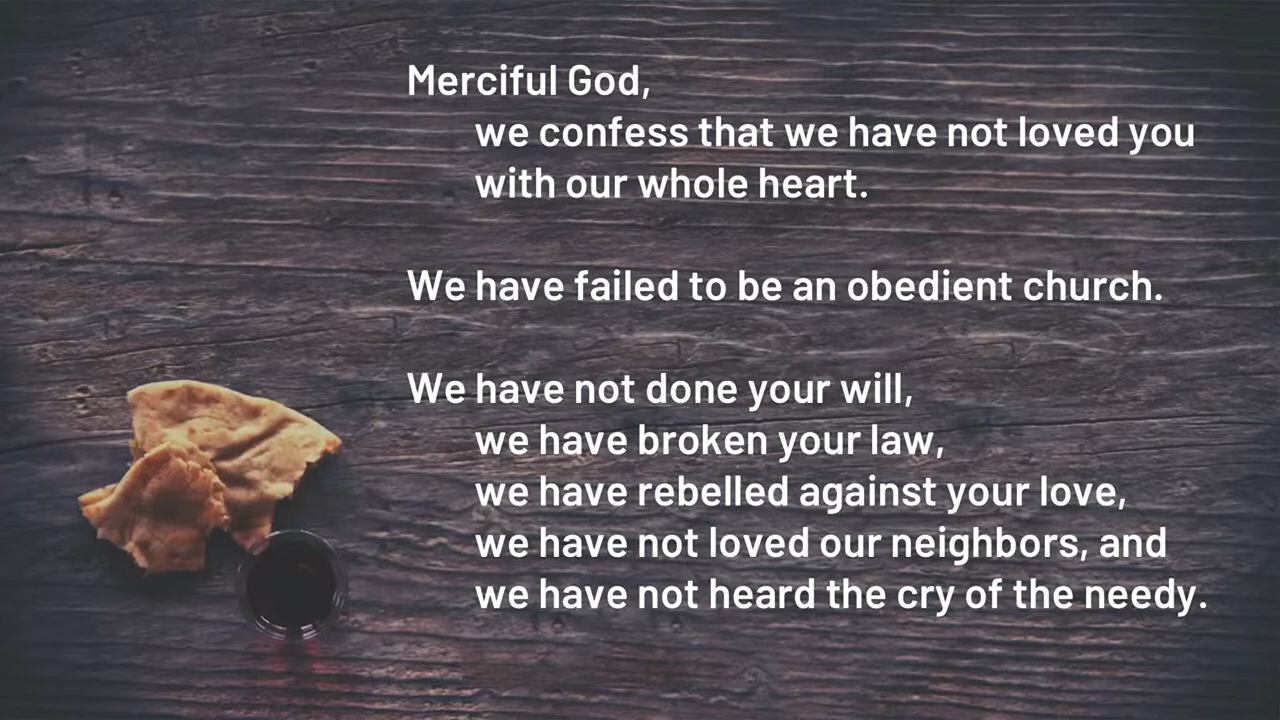 Merciful God,
we confess that we have not loved you
with our whole heart.
We have failed to be an obedient church.
We have not done your will,
we have broken your law,
we have rebelled against your love,
we have not loved our neighbors, and
we have not heard the cry of the needy.